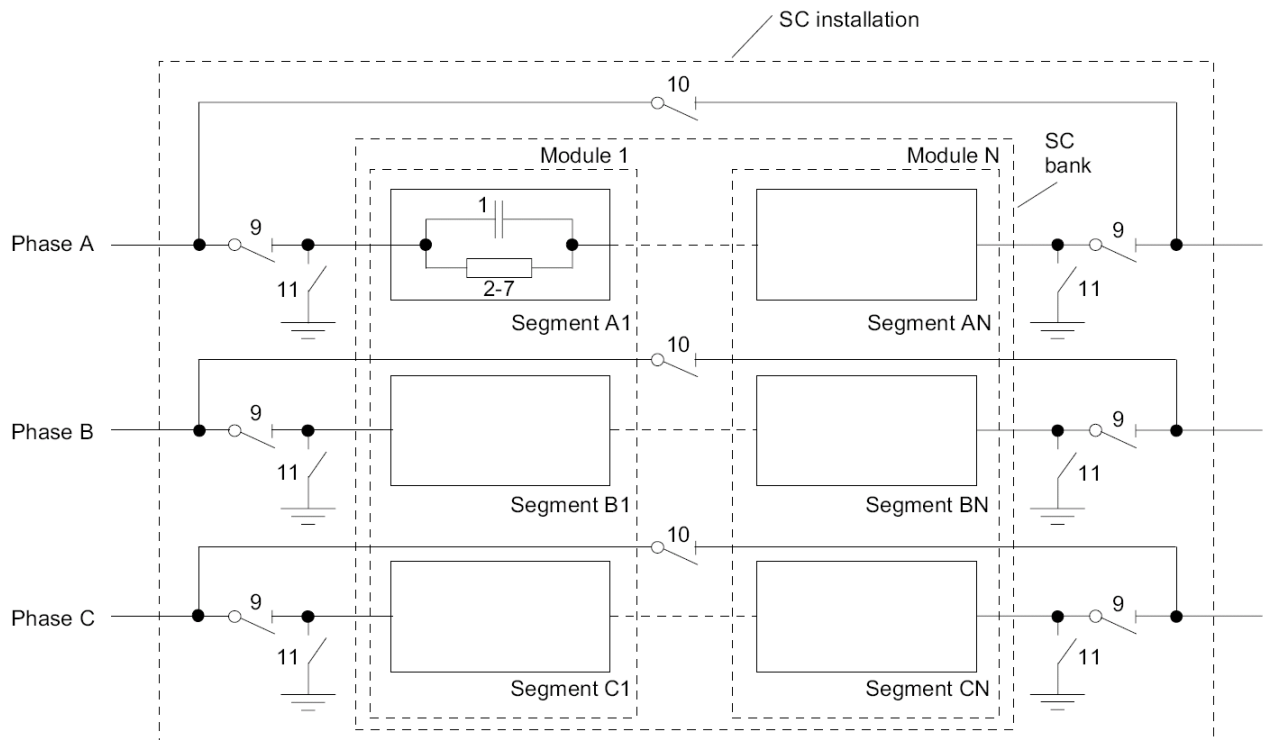 SC installation
10
SC
bank
Module 1
Module N
1
Phase A
9
9
11
2-7
11
Segment A1
Segment AN
10
Phase B
9
9
11
11
Segment B1
Segment BN
10
Phase C
9
9
11
11
Segment C1
Segment CN